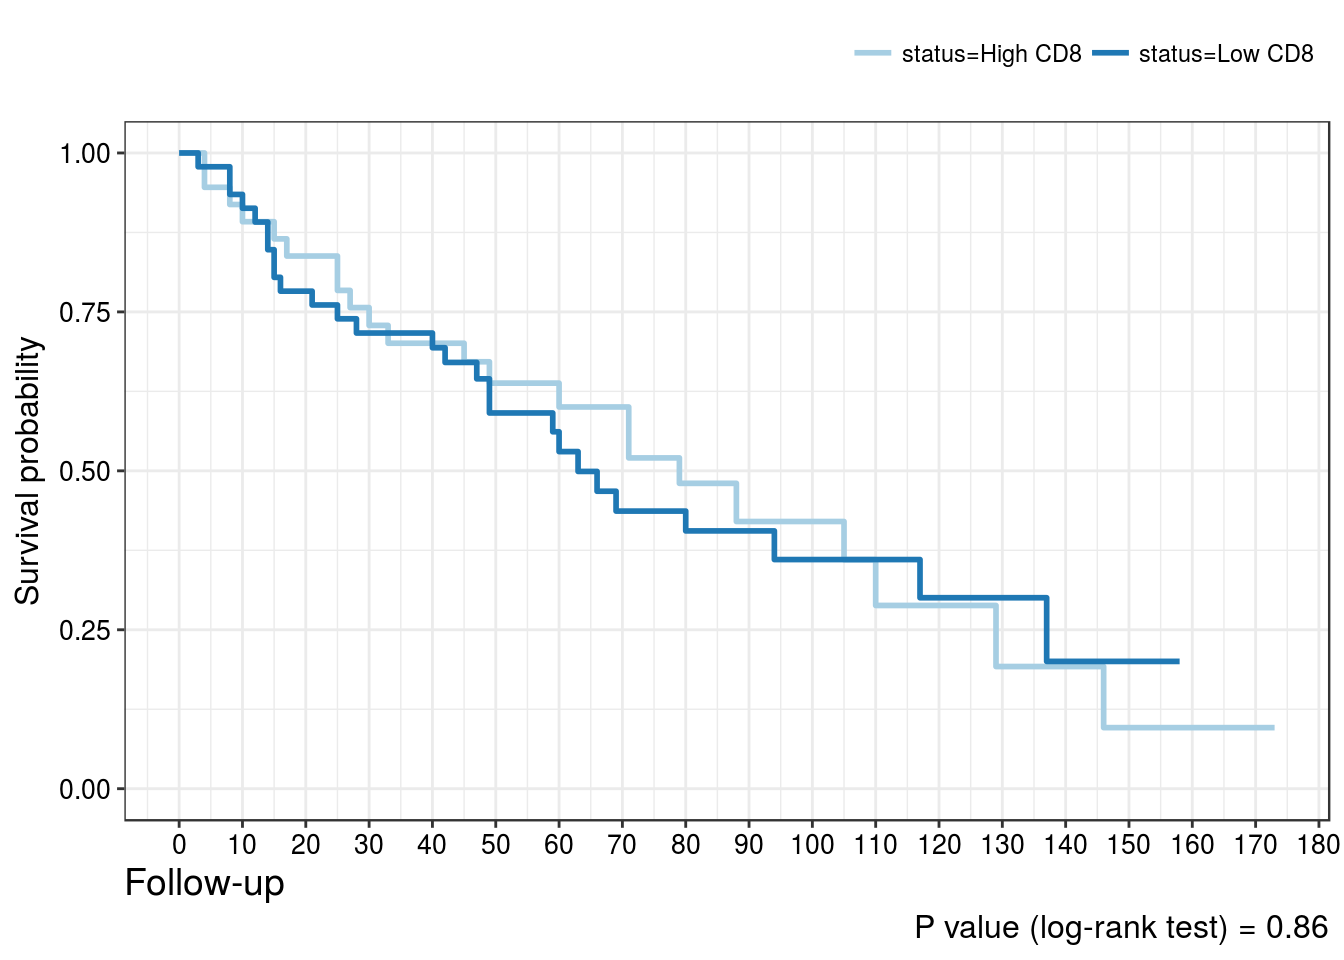 status=High CD8 status=Low CD8
Survival probability
1.00
0.75
0.50
0.25
0.00
0 10 20 30 40 50 60 70 80 90 100 110 120 130 140 150 160 170 180
Follow-up
P value (log-rank test) = 0.86